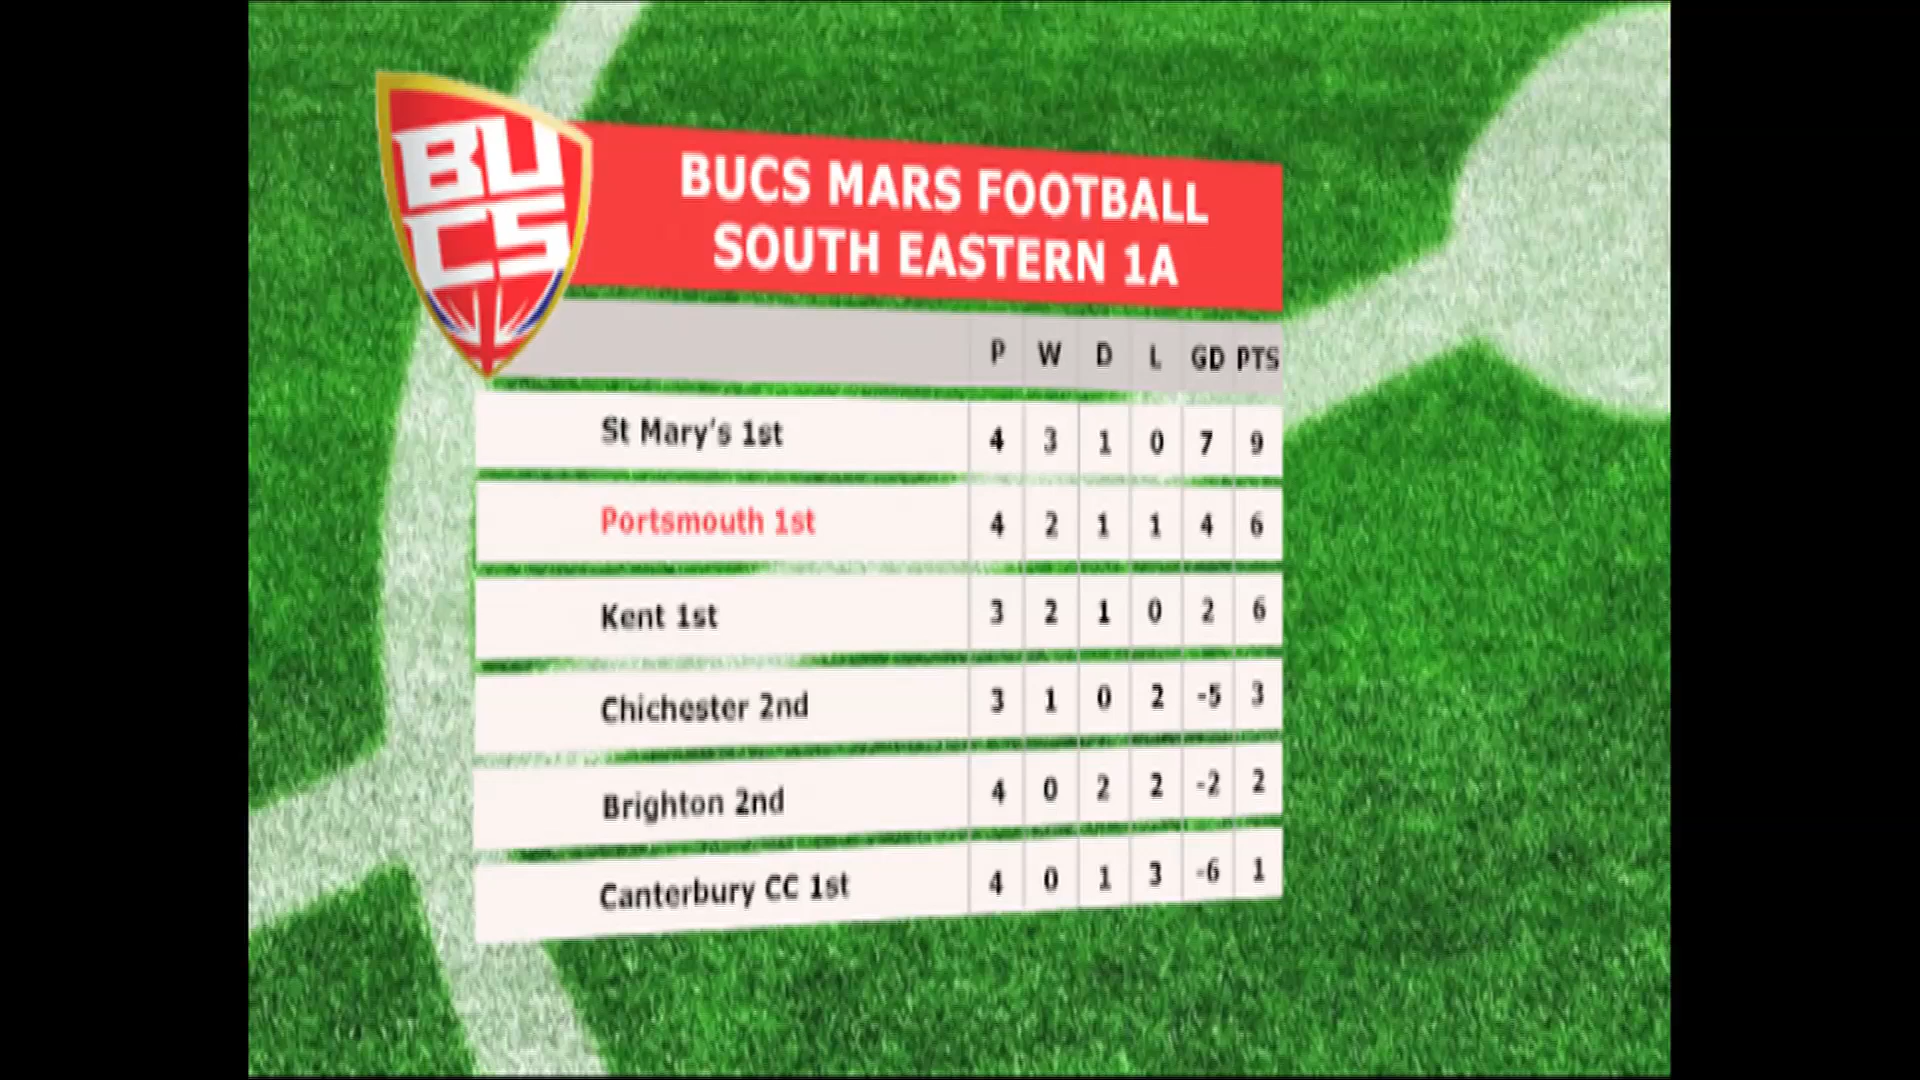 BU
CS
BUCS MARS FOOTBALL
SOUTH EASTERN 1A
P W D L GD PTS
St Mary's 1st 4 3 1 0 7 9
Portsmouth 1st 4 2 1 1 4 6
Kent 1st 3 2 1 0 2 6
Chichester 2nd 3 1 0 2 -5 3
Brighton 2nd 4 0 2 2 -2 2
Canterbury CC 1st 4 0 1 3 -6 1